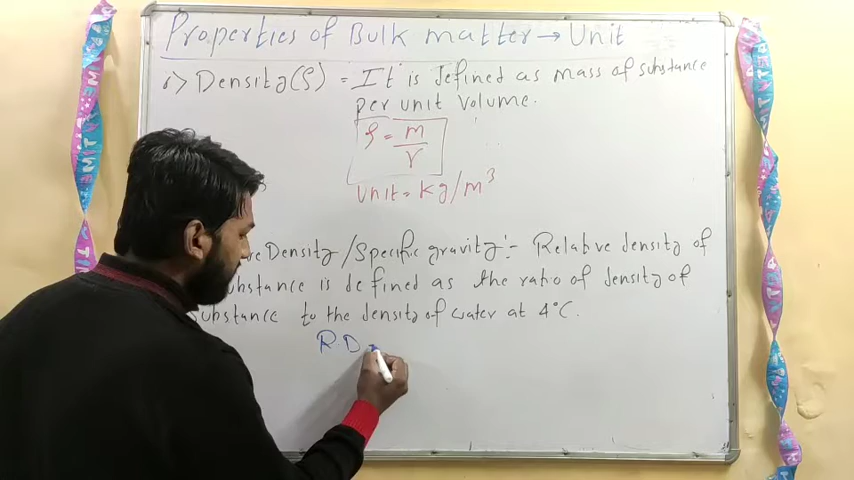 Properties of Bulk matter → Unit
1> Density(ρ) = It is defined as mass of substance
per unit volume.
ρ = m/V
unit = kg/m³
Density/Specific gravity:- Relative density of
substance is defined as the ratio of density of
substance to the density of water at 4°C.
R.D